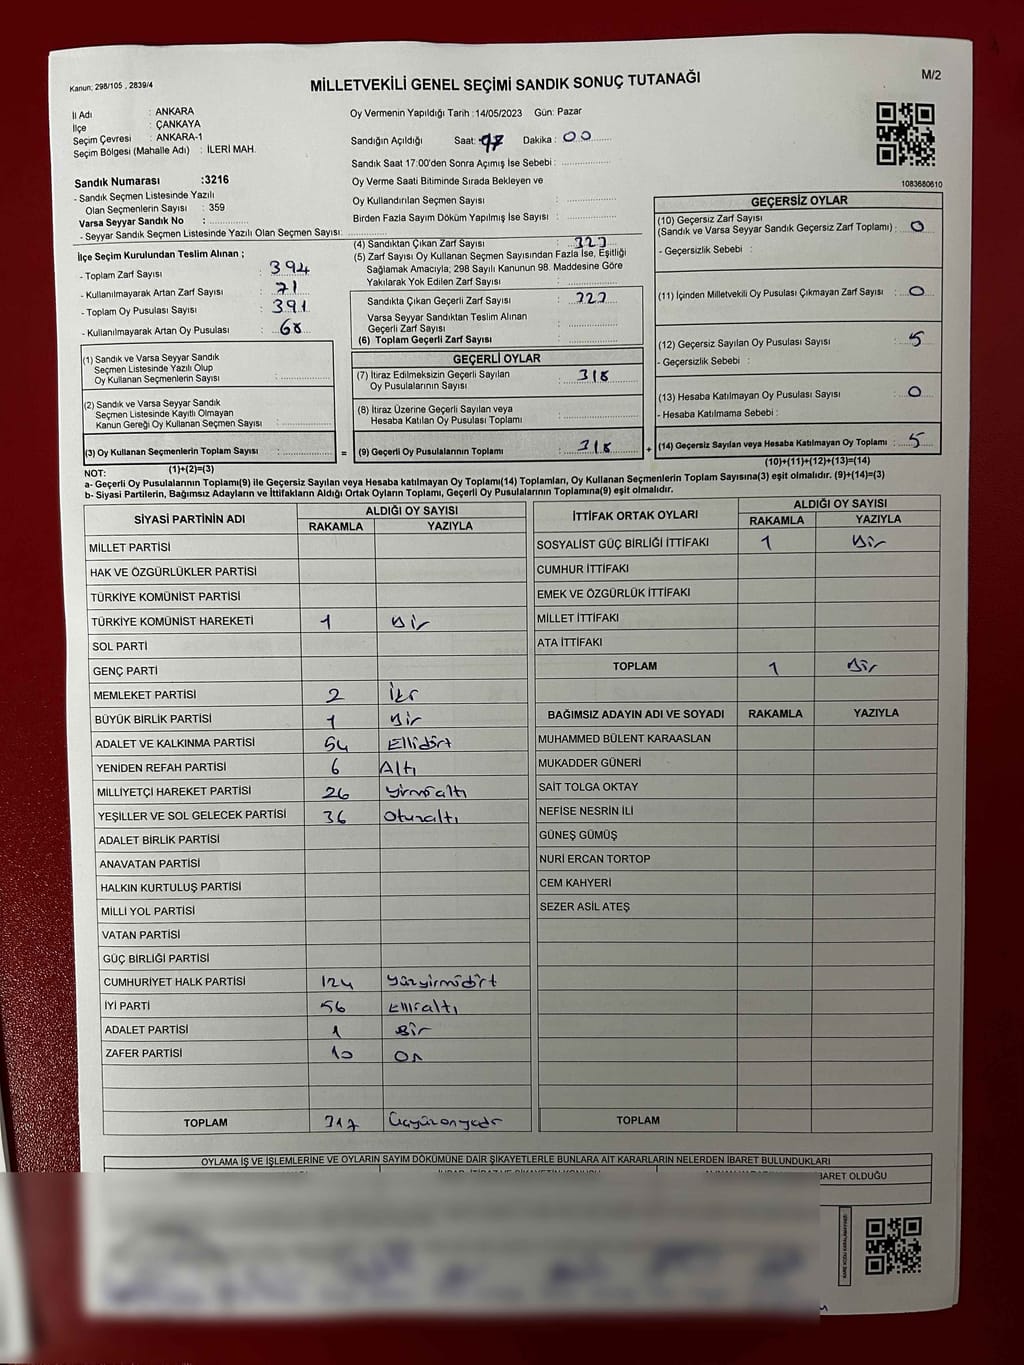 Kanun; 298/105 , 2839/4
MİLLETVEKİLİ GENEL SEÇİMİ SANDIK SONUÇ TUTANAĞI
M/2
İl Adı : ANKARA
İlçe : ÇANKAYA
Seçim Çevresi : ANKARA-1
Seçim Bölgesi (Mahalle Adı) : İLERİ MAH.
Sandık Numarası :3216
- Sandık Seçmen Listesinde Yazılı
Olan Seçmenlerin Sayısı : 359
Varsa Seyyar Sandık No :
- Seyyar Sandık Seçmen Listesinde Yazılı Olan Seçmen Sayısı:
Oy Vermenin Yapıldığı Tarih :14/05/2023 Gün: Pazar
Sandığın Açıldığı Saat: 17 Dakika : 00
Sandık Saat 17:00'den Sonra Açımış İse Sebebi :
Oy Verme Saati Bitiminde Sırada Bekleyen ve
Oy Kullandırılan Seçmen Sayısı :
Birden Fazla Sayım Döküm Yapılmış İse Sayısı :
1083680610
İlçe Seçim Kurulundan Teslim Alınan ;
- Toplam Zarf Sayısı : 394
- Kullanılmayarak Artan Zarf Sayısı : 71
- Toplam Oy Pusulası Sayısı : 391
- Kullanılmayarak Artan Oy Pusulası : 68
(1) Sandık ve Varsa Seyyar Sandık
Seçmen Listesinde Yazılı Olup
Oy Kullanan Seçmenlerin Sayısı :
(2) Sandık ve Varsa Seyyar Sandık
Seçmen Listesinde Kayıtlı Olmayan
Kanun Gereği Oy Kullanan Seçmen Sayısı :
(3) Oy Kullanan Seçmenlerin Toplam Sayısı :
(1)+(2)=(3)
(4) Sandıktan Çıkan Zarf Sayısı : 323
(5) Zarf Sayısı Oy Kullanan Seçmen Sayısından Fazla İse, Eşitliği
Sağlamak Amacıyla; 298 Sayılı Kanunun 98. Maddesine Göre
Yakılarak Yok Edilen Zarf Sayısı :
Sandıkta Çıkan Geçerli Zarf Sayısı : 323
Varsa Seyyar Sandıktan Teslim Alınan
Geçerli Zarf Sayısı :
(6) Toplam Geçerli Zarf Sayısı :
GEÇERLİ OYLAR
(7) İtiraz Edilmeksizin Geçerli Sayılan
Oy Pusulalarının Sayısı : 318
(8) İtiraz Üzerine Geçerli Sayılan veya
Hesaba Katılan Oy Pusulası Toplamı :
= (9) Geçerli Oy Pusulalarının Toplamı : 318 +
GEÇERSİZ OYLAR
(10) Geçersiz Zarf Sayısı
(Sandık ve Varsa Seyyar Sandık Geçersiz Zarf Toplamı) : 0
- Geçersizlik Sebebi :
(11) İçinden Milletvekili Oy Pusulası Çıkmayan Zarf Sayısı : 0
(12) Geçersiz Sayılan Oy Pusulası Sayısı : 5
- Geçersizlik Sebebi :
(13) Hesaba Katılmayan Oy Pusulası Sayısı : 0
- Hesaba Katılmama Sebebi :
(14) Geçersiz Sayılan veya Hesaba Katılmayan Oy Toplamı : 5
(10)+(11)+(12)+(13)=(14)
NOT:
a- Geçerli Oy Pusulalarının Toplamı(9) ile Geçersiz Sayılan veya Hesaba katılmayan Oy Toplamı(14) Toplamları, Oy Kullanan Seçmenlerin Toplam Sayısına(3) eşit olmalıdır. (9)+(14)=(3)
b- Siyasi Partilerin, Bağımsız Adayların ve İttifakların Aldığı Ortak Oyların Toplamı, Geçerli Oy Pusulalarının Toplamına(9) eşit olmalıdır.
SİYASİ PARTİNİN ADI ALDIĞI OY SAYISI
RAKAMLA YAZIYLA
MİLLET PARTİSİ
HAK VE ÖZGÜRLÜKLER PARTİSİ
TÜRKİYE KOMÜNİST PARTİSİ
TÜRKİYE KOMÜNİST HAREKETİ 1 Bir
SOL PARTİ
GENÇ PARTİ
MEMLEKET PARTİSİ 2 İki
BÜYÜK BİRLİK PARTİSİ 1 Bir
ADALET VE KALKINMA PARTİSİ 54 Ellidört
YENİDEN REFAH PARTİSİ 6 Altı
MİLLİYETÇİ HAREKET PARTİSİ 26 yirmialtı
YEŞİLLER VE SOL GELECEK PARTİSİ 36 Otuzaltı
ADALET BİRLİK PARTİSİ
ANAVATAN PARTİSİ
HALKIN KURTULUŞ PARTİSİ
MİLLİ YOL PARTİSİ
VATAN PARTİSİ
GÜÇ BİRLİĞİ PARTİSİ
CUMHURİYET HALK PARTİSİ 124 yüzyirmidört
İYİ PARTİ 56 Ellialtı
ADALET PARTİSİ 1 Bir
ZAFER PARTİSİ 10 On
TOPLAM 317 Üçyüzonyedi
İTTİFAK ORTAK OYLARI ALDIĞI OY SAYISI
RAKAMLA YAZIYLA
SOSYALİST GÜÇ BİRLİĞİ İTTİFAKI 1 Bir
CUMHUR İTTİFAKI
EMEK VE ÖZGÜRLÜK İTTİFAKI
MİLLET İTTİFAKI
ATA İTTİFAKI
TOPLAM 1 Bir
BAĞIMSIZ ADAYIN ADI VE SOYADI RAKAMLA YAZIYLA
MUHAMMED BÜLENT KARAASLAN
MUKADDER GÜNERİ
SAİT TOLGA OKTAY
NEFİSE NESRİN İLİ
GÜNEŞ GÜMÜŞ
NURİ ERCAN TORTOP
CEM KAHYERİ
SEZER ASİL ATEŞ
TOPLAM
OYLAMA İŞ VE İŞLEMLERİNE VE OYLARIN SAYIM DÖKÜMÜNE DAİR ŞİKAYETLERLE BUNLARA AİT KARARLARIN NELERDEN İBARET BULUNDUKLARI
İBARET OLDUĞU
KARE KODU KARALAMAYINIZ!